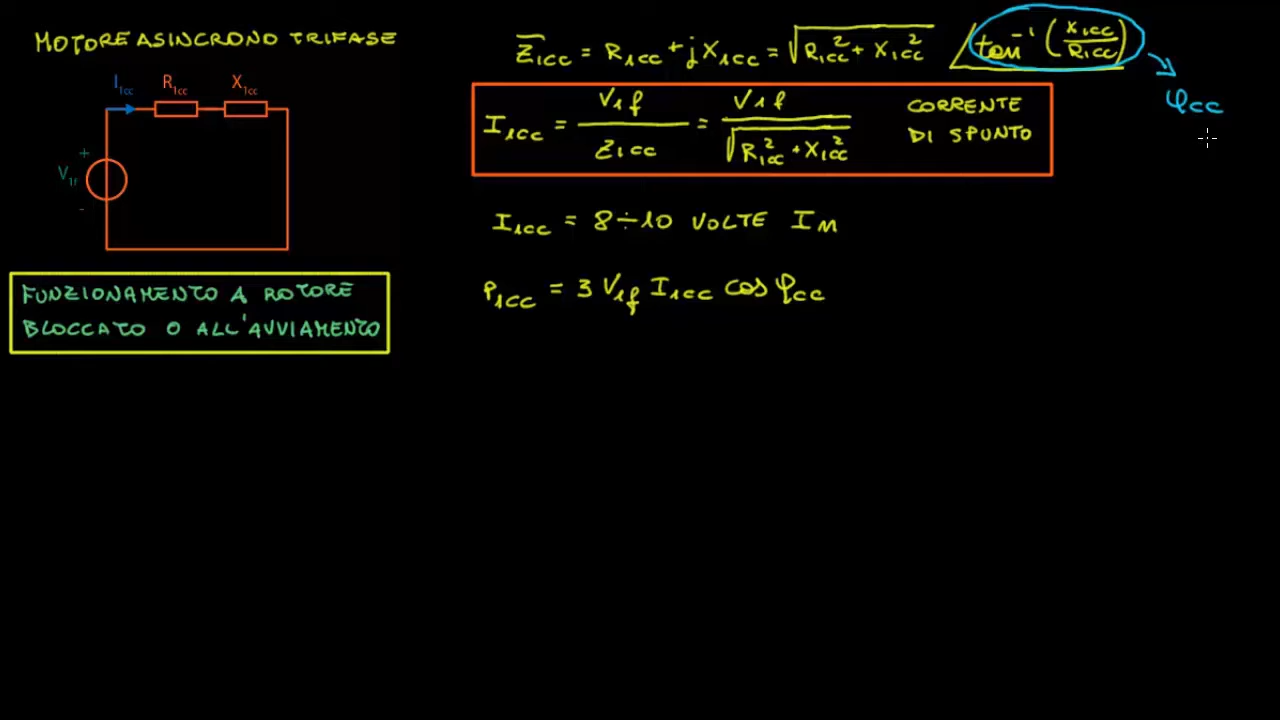 MOTORE ASINCRONO TRIFASE
I1cc R1cc X1cc
+
V1f
-
FUNZIONAMENTO A ROTORE
BLOCCATO O ALL'AVVIAMENTO
Z̅1cc = R1cc + j X1cc = √(R1cc² + X1cc²) ∠ tan⁻¹ (X1cc/R1cc)
φcc
I1cc = V1f / Z1cc = V1f / √(R1cc² + X1cc²)
CORRENTE
DI SPUNTO
I1cc = 8÷10 VOLTE IM
P1cc = 3 V1f I1cc cos φcc